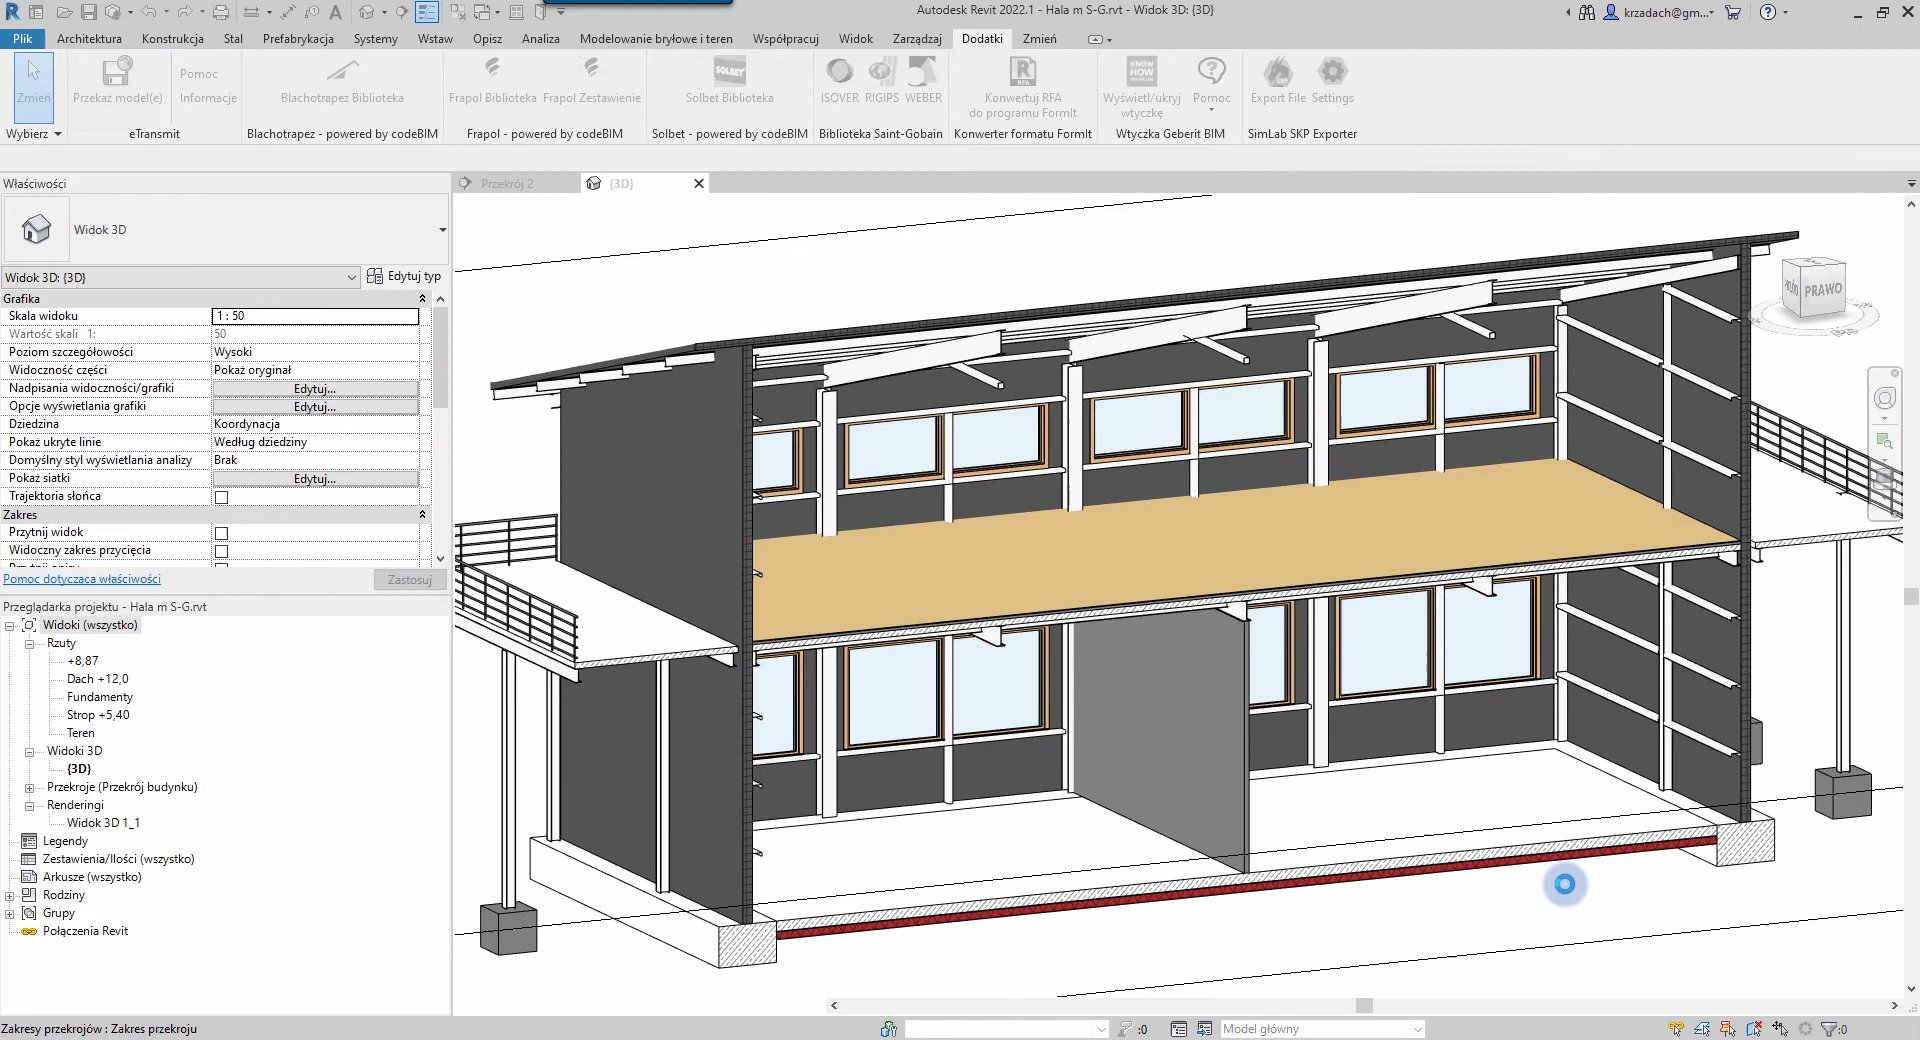 Autodesk Revit 2022.1 - Hala m S-G.rvt - Widok 3D: {3D}
krzadach@gm...
Plik Architektura Konstrukcja Stal Prefabrykacja Systemy Wstaw Opisz Analiza Modelowanie bryłowe i teren Współpracuj Widok Zarządzaj Dodatki Zmień
Zmień
Wybierz
Przekaż model(e)
Pomoc
Informacje
eTransmit
Blachotrapez Biblioteka
Blachotrapez - powered by codeBIM
Frapol Biblioteka Frapol Zestawienie
Frapol - powered by codeBIM
SOLBET
Solbet Biblioteka
Solbet - powered by codeBIM
ISOVER RIGIPS WEBER
Biblioteka Saint-Gobain
RFA
Konwertuj RFA
do programu FormIt
Konwerter formatu FormIt
KNOW
HOW
Wyświetl/ukryj
wtyczkę
Pomoc
Wtyczka Geberit BIM
Export File Settings
SimLab SKP Exporter
Właściwości
Widok 3D
Widok 3D: {3D}
Edytuj typ
Grafika
Skala widoku 1 : 50
Wartość skali 1: 50
Poziom szczegółowości Wysoki
Widoczność części Pokaż oryginał
Nadpisania widoczności/grafiki Edytuj...
Opcje wyświetlania grafiki Edytuj...
Dziedzina Koordynacja
Pokaż ukryte linie Według dziedziny
Domyślny styl wyświetlania analizy Brak
Pokaż siatki Edytuj...
Trajektoria słońca
Zakres
Przytnij widok
Widoczny zakres przycięcia
Pomoc dotycząca właściwości
Zastosuj
Przeglądarka projektu - Hala m S-G.rvt
Widoki (wszystko)
Rzuty
+8,87
Dach +12,0
Fundamenty
Strop +5,40
Teren
Widoki 3D
{3D}
Przekroje (Przekrój budynku)
Renderingi
Widok 3D 1_1
Legendy
Zestawienia/Ilości (wszystko)
Arkusze (wszystko)
Rodziny
Grupy
Połączenia Revit
Przekrój 2
{3D}
PRAWO
Zakresy przekrojów : Zakres przekroju
:0
Model główny
:0